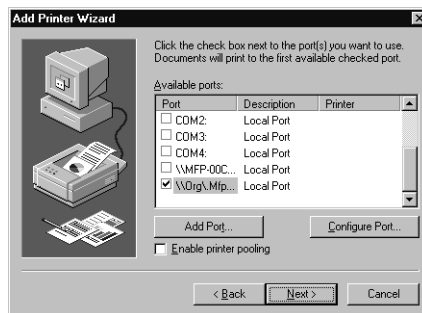 Add Printer Wizard
Click the check box next to the port(s) you want to use.
Documents will print to the first available checked port.
Available ports:
Port Description Printer
COM2: Local Port
COM3: Local Port
COM4: Local Port
\\MFP-00C... Local Port
\\Org\.Mfp... Local Port
Add Port... Configure Port...
Enable printer pooling
< Back Next > Cancel